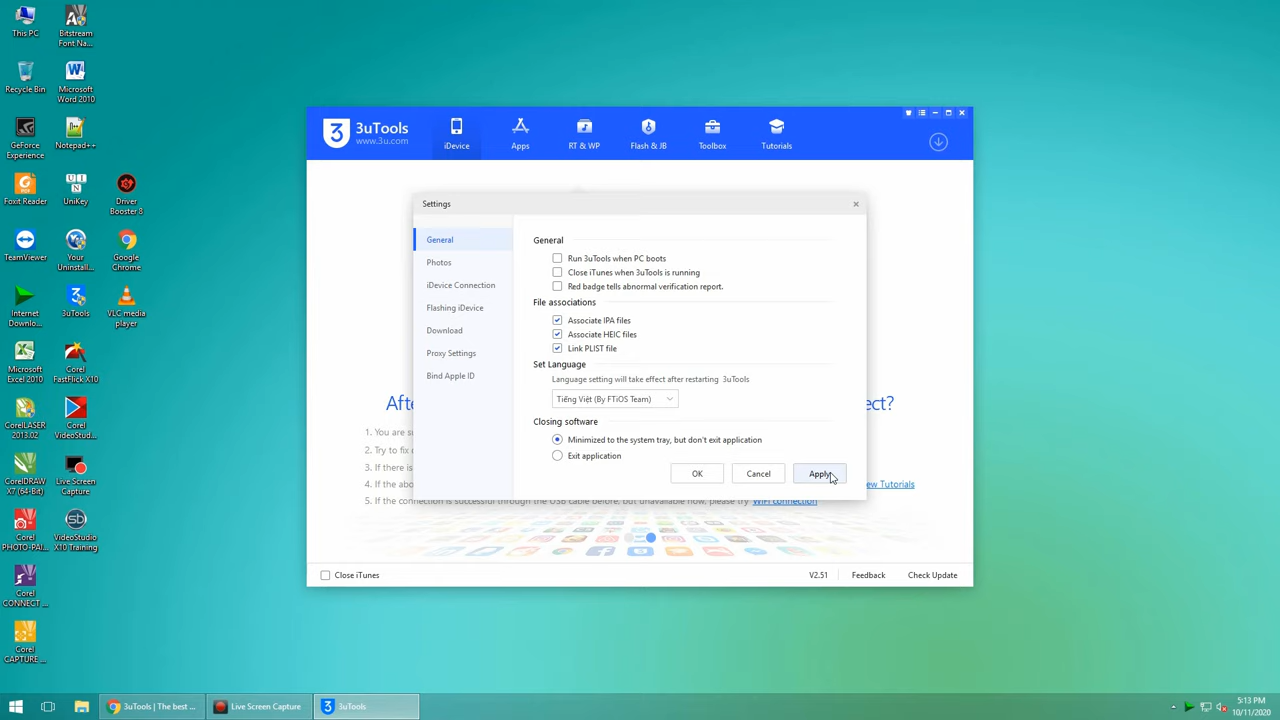 This PC
Bitstream
Font Na...
Recycle Bin
Microsoft
Word 2010
GeForce
Experience
Notepad++
Foxit Reader
UniKey
Driver
Booster 8
TeamViewer
Your
Uninstal...
Google
Chrome
Internet
Downlo...
3uTools
VLC media
player
Microsoft
Excel 2010
Corel
FastFlick X10
CorelLASER
2013.02
Corel
VideoStud...
CorelDRAW
X7 (64-Bit)
Live Screen
Capture
Corel
PHOTO-PAI...
VideoStudio
X10 Training
Corel
CONNECT ...
Corel
CAPTURE ...
3 3uTools
www.3u.com
iDevice
Apps
RT & WP
Flash & JB
Toolbox
Tutorials
Settings
General
Photos
iDevice Connection
Flashing iDevice
Download
Proxy Settings
Bind Apple ID
General
Run 3uTools when PC boots
Close iTunes when 3uTools is running
Red badge tells abnormal verification report.
File associations
Associate IPA files
Associate HEIC files
Link PLIST file
Set Language
Language setting will take effect after restarting 3uTools
Tiếng Việt (By FTiOS Team)
Closing software
Minimized to the system tray, but don't exit application
Exit application
OK
Cancel
Apply
Afte
ect?
1. You are su
2. Try to fix d
3. If there is
4. If the abo
ew Tutorials
5. If the connection is successful through the USB cable before, but unavailable now, please try WiFi connection
Close iTunes
V2.51
Feedback
Check Update
3uTools | The best ...
Live Screen Capture
3uTools
5:13 PM
10/11/2020